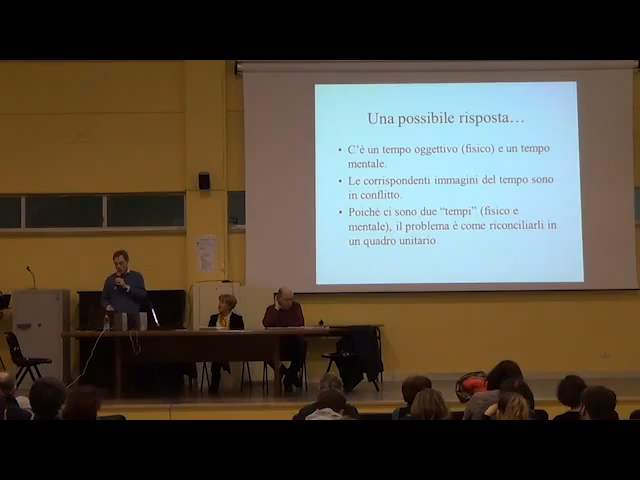 Una possibile risposta…
• C'è un tempo oggettivo (fisico) e un tempo
mentale.
• Le corrispondenti immagini del tempo sono
in conflitto.
• Poiché ci sono due “tempi” (fisico e
mentale), il problema è come riconciliarli in
un quadro unitario